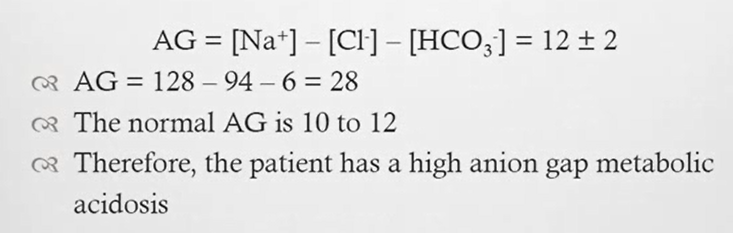 AG = [Na⁺] – [Cl⁻] – [HCO₃⁻] = 12 ± 2
AG = 128 – 94 – 6 = 28
The normal AG is 10 to 12
Therefore, the patient has a high anion gap metabolic
acidosis